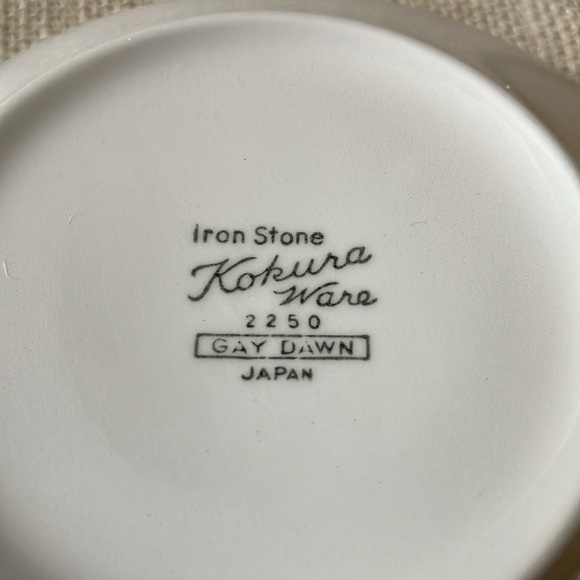 Iron Stone
Kokura
Ware
2250
GAY DAWN
JAPAN